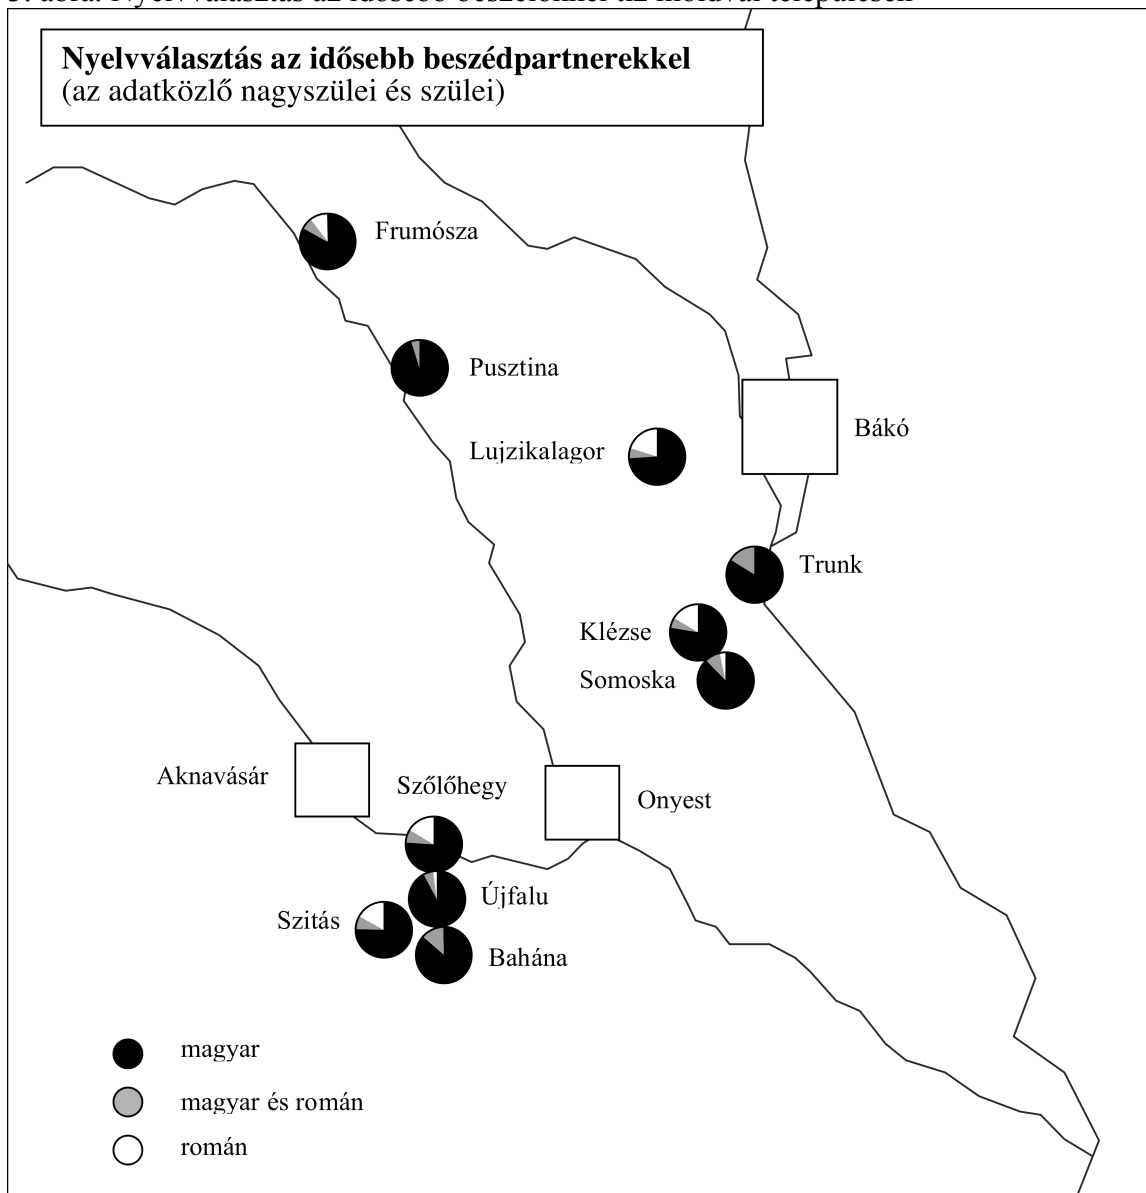 Nyelvválasztás az idősebb beszédpartnerekkel
(az adatközlő nagyszülei és szülei)
Frumósza
Pusztina
Bákó
Lujzikalagor
Trunk
Klézse
Somoska
Aknavásár
Szőlőhegy
Onyest
Újfalu
Szitás
Bahána
magyar
magyar és román
román